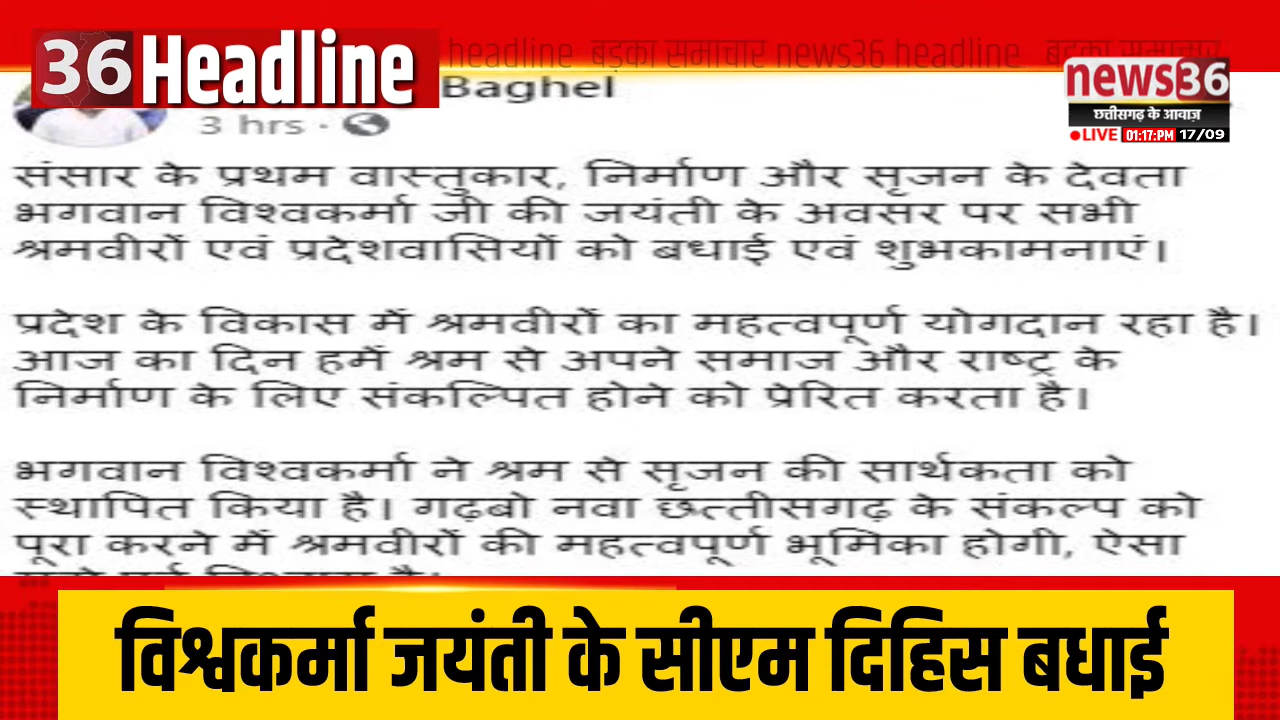 headline बड़का समाचार news36 headline बड़का समाचार
36 Headline
news36
छत्तीसगढ़ के आवाज़
LIVE 01:17:PM 17/09
Baghel
3 hrs ·
संसार के प्रथम वास्तुकार, निर्माण और सृजन के देवता
भगवान विश्वकर्मा जी की जयंती के अवसर पर सभी
श्रमवीरों एवं प्रदेशवासियों को बधाई एवं शुभकामनाएं।
प्रदेश के विकास में श्रमवीरों का महत्वपूर्ण योगदान रहा है।
आज का दिन हमें श्रम से अपने समाज और राष्ट्र के
निर्माण के लिए संकल्पित होने को प्रेरित करता है।
भगवान विश्वकर्मा ने श्रम से सृजन की सार्थकता को
स्थापित किया है। गढ़बो नवा छत्तीसगढ़ के संकल्प को
पूरा करने में श्रमवीरों की महत्वपूर्ण भूमिका होगी, ऐसा
विश्वकर्मा जयंती के सीएम दिहिस बधाई